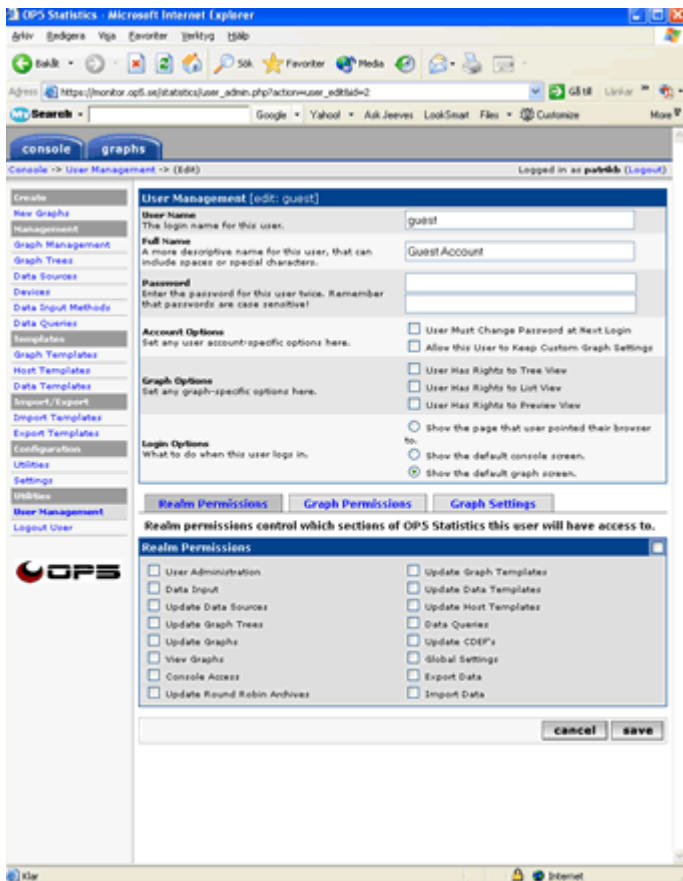 OP5 Statistics - Microsoft Internet Explorer
Arkiv Redigera Visa Favoriter Verktyg Hjälp
Bakåt Sök Favoriter Media
Adress https://monitor.op5.se/statistics/user_admin.php?action=user_edit&id=2 Gå till Länkar
Search Google Yahoo! Ask Jeeves LookSmart Files Customize More
console graphs
Console -> User Management -> (Edit) Logged in as patrikb (Logout)
Create
New Graphs
Management
Graph Management
Graph Trees
Data Sources
Devices
Data Input Methods
Data Queries
Templates
Graph Templates
Host Templates
Data Templates
Import/Export
Import Templates
Export Templates
Configuration
Utilities
Settings
Utilities
User Management
Logout User
OP5
User Management [edit: guest]
User Name
The login name for this user.
guest
Full Name
A more descriptive name for this user, that can
include spaces or special characters.
Guest Account
Password
Enter the password for this user twice. Remember
that passwords are case sensitive!
Account Options
Set any user account-specific options here.
User Must Change Password at Next Login
Allow this User to Keep Custom Graph Settings
Graph Options
Set any graph-specific options here.
User Has Rights to Tree View
User Has Rights to List View
User Has Rights to Preview View
Login Options
What to do when this user logs in.
Show the page that user pointed their browser
to.
Show the default console screen.
Show the default graph screen.
Realm Permissions Graph Permissions Graph Settings
Realm permissions control which sections of OP5 Statistics this user will have access to.
Realm Permissions
User Administration
Data Input
Update Data Sources
Update Graph Trees
Update Graphs
View Graphs
Console Access
Update Round Robin Archives
Update Graph Templates
Update Data Templates
Update Host Templates
Data Queries
Update CDEF's
Global Settings
Export Data
Import Data
cancel save
Klar Internet